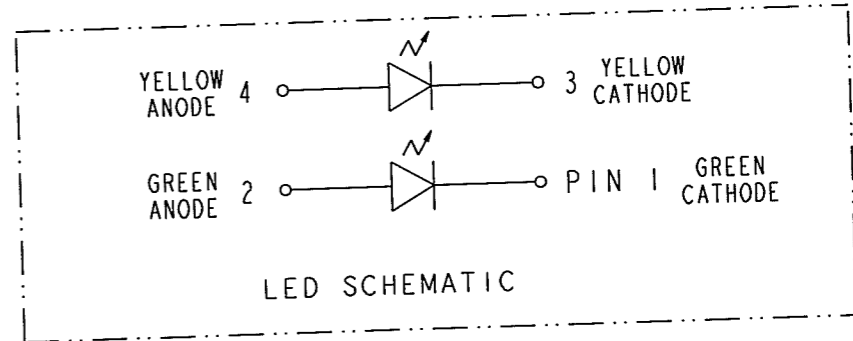 YELLOW
ANODE 4
3 YELLOW
CATHODE
GREEN
ANODE 2
PIN 1 GREEN
CATHODE
LED SCHEMATIC